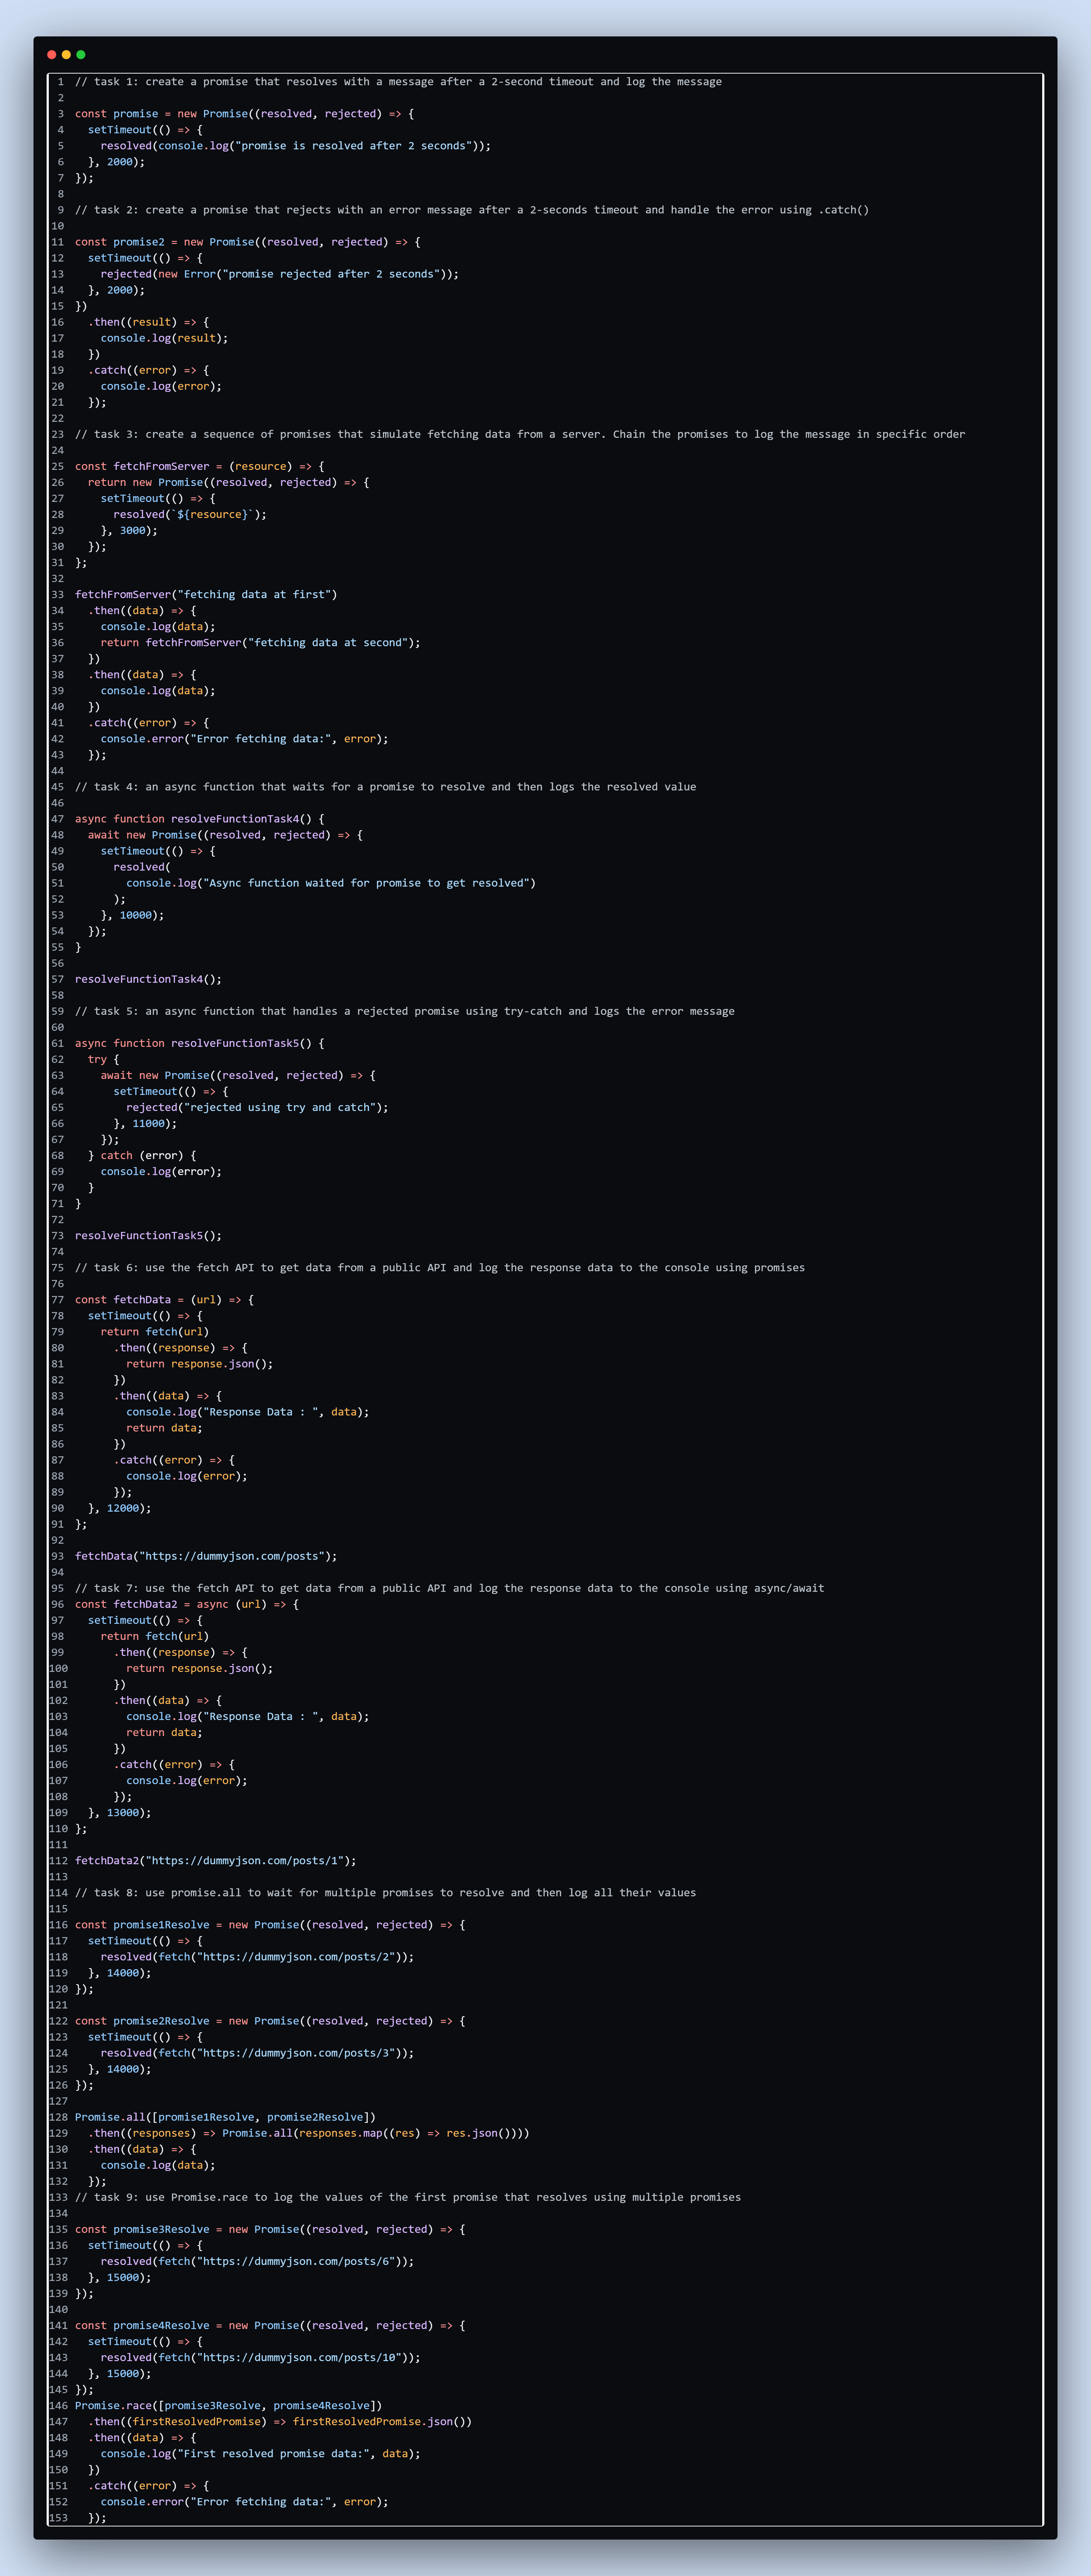 1 // task 1: create a promise that resolves with a message after a 2-second timeout and log the message
2
3 const promise = new Promise((resolved, rejected) => {
4   setTimeout(() => {
5     resolved(console.log("promise is resolved after 2 seconds"));
6   }, 2000);
7 });
8
9 // task 2: create a promise that rejects with an error message after a 2-seconds timeout and handle the error using .catch()
10
11 const promise2 = new Promise((resolved, rejected) => {
12   setTimeout(() => {
13     rejected(new Error("promise rejected after 2 seconds"));
14   }, 2000);
15 })
16   .then((result) => {
17     console.log(result);
18   })
19   .catch((error) => {
20     console.log(error);
21   });
22
23 // task 3: create a sequence of promises that simulate fetching data from a server. Chain the promises to log the message in specific order
24
25 const fetchFromServer = (resource) => {
26   return new Promise((resolved, rejected) => {
27     setTimeout(() => {
28       resolved(`${resource}`);
29     }, 3000);
30   });
31 };
32
33 fetchFromServer("fetching data at first")
34   .then((data) => {
35     console.log(data);
36     return fetchFromServer("fetching data at second");
37   })
38   .then((data) => {
39     console.log(data);
40   })
41   .catch((error) => {
42     console.error("Error fetching data:", error);
43   });
44
45 // task 4: an async function that waits for a promise to resolve and then logs the resolved value
46
47 async function resolveFunctionTask4() {
48   await new Promise((resolved, rejected) => {
49     setTimeout(() => {
50       resolved(
51         console.log("Async function waited for promise to get resolved")
52       );
53     }, 10000);
54   });
55 }
56
57 resolveFunctionTask4();
58
59 // task 5: an async function that handles a rejected promise using try-catch and logs the error message
60
61 async function resolveFunctionTask5() {
62   try {
63     await new Promise((resolved, rejected) => {
64       setTimeout(() => {
65         rejected("rejected using try and catch");
66       }, 11000);
67     });
68   } catch (error) {
69     console.log(error);
70   }
71 }
72
73 resolveFunctionTask5();
74
75 // task 6: use the fetch API to get data from a public API and log the response data to the console using promises
76
77 const fetchData = (url) => {
78   setTimeout(() => {
79     return fetch(url)
80       .then((response) => {
81         return response.json();
82       })
83       .then((data) => {
84         console.log("Response Data : ", data);
85         return data;
86       })
87       .catch((error) => {
88         console.log(error);
89       });
90   }, 12000);
91 };
92
93 fetchData("https://dummyjson.com/posts");
94
95 // task 7: use the fetch API to get data from a public API and log the response data to the console using async/await
96 const fetchData2 = async (url) => {
97   setTimeout(() => {
98     return fetch(url)
99       .then((response) => {
100         return response.json();
101       })
102       .then((data) => {
103         console.log("Response Data : ", data);
104         return data;
105       })
106       .catch((error) => {
107         console.log(error);
108       });
109   }, 13000);
110 };
111
112 fetchData2("https://dummyjson.com/posts/1");
113
114 // task 8: use promise.all to wait for multiple promises to resolve and then log all their values
115
116 const promise1Resolve = new Promise((resolved, rejected) => {
117   setTimeout(() => {
118     resolved(fetch("https://dummyjson.com/posts/2"));
119   }, 14000);
120 });
121
122 const promise2Resolve = new Promise((resolved, rejected) => {
123   setTimeout(() => {
124     resolved(fetch("https://dummyjson.com/posts/3"));
125   }, 14000);
126 });
127
128 Promise.all([promise1Resolve, promise2Resolve])
129   .then((responses) => Promise.all(responses.map((res) => res.json())))
130   .then((data) => {
131     console.log(data);
132   });
133 // task 9: use Promise.race to log the values of the first promise that resolves using multiple promises
134
135 const promise3Resolve = new Promise((resolved, rejected) => {
136   setTimeout(() => {
137     resolved(fetch("https://dummyjson.com/posts/6"));
138   }, 15000);
139 });
140
141 const promise4Resolve = new Promise((resolved, rejected) => {
142   setTimeout(() => {
143     resolved(fetch("https://dummyjson.com/posts/10"));
144   }, 15000);
145 });
146 Promise.race([promise3Resolve, promise4Resolve])
147   .then((firstResolvedPromise) => firstResolvedPromise.json())
148   .then((data) => {
149     console.log("First resolved promise data:", data);
150   })
151   .catch((error) => {
152     console.error("Error fetching data:", error);
153   });